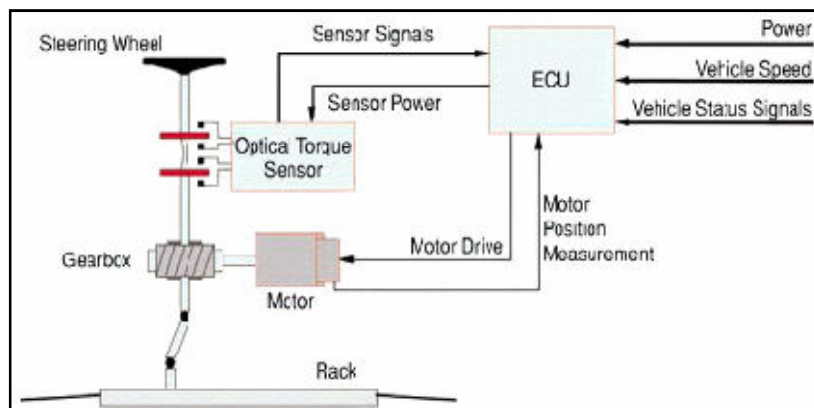 Steering Wheel
Sensor Signals
Power
ECU
Vehicle Speed
Sensor Power
Vehicle Status Signals
Optical Torque
Sensor
Motor
Position
Measurement
Motor Drive
Gearbox
Motor
Rack